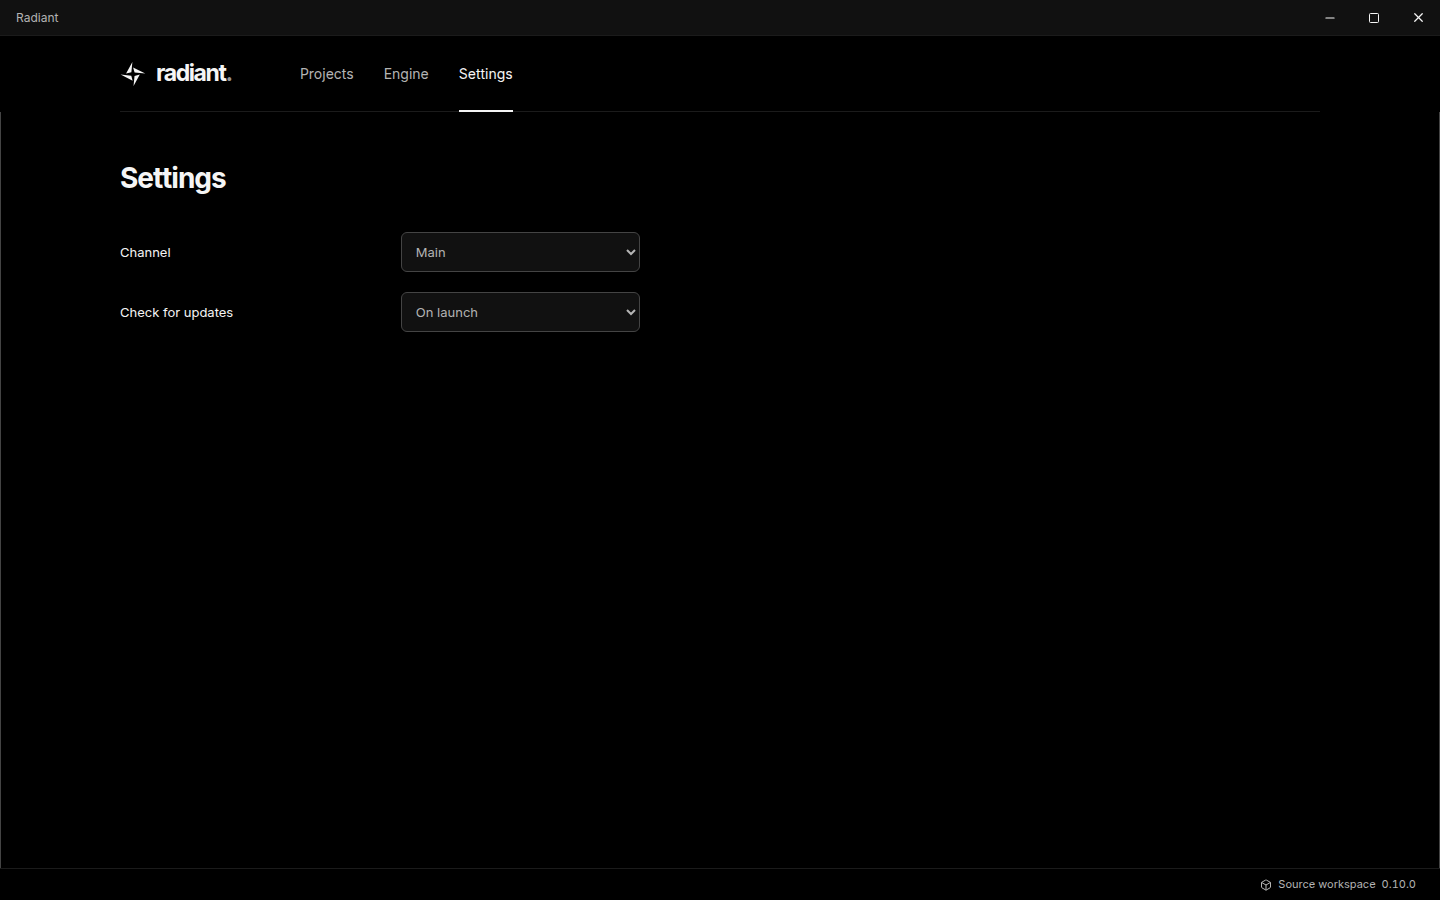 Radiant
radiant.
Projects Engine Settings
Settings
Channel Main
Check for updates On launch
Source workspace 0.10.0